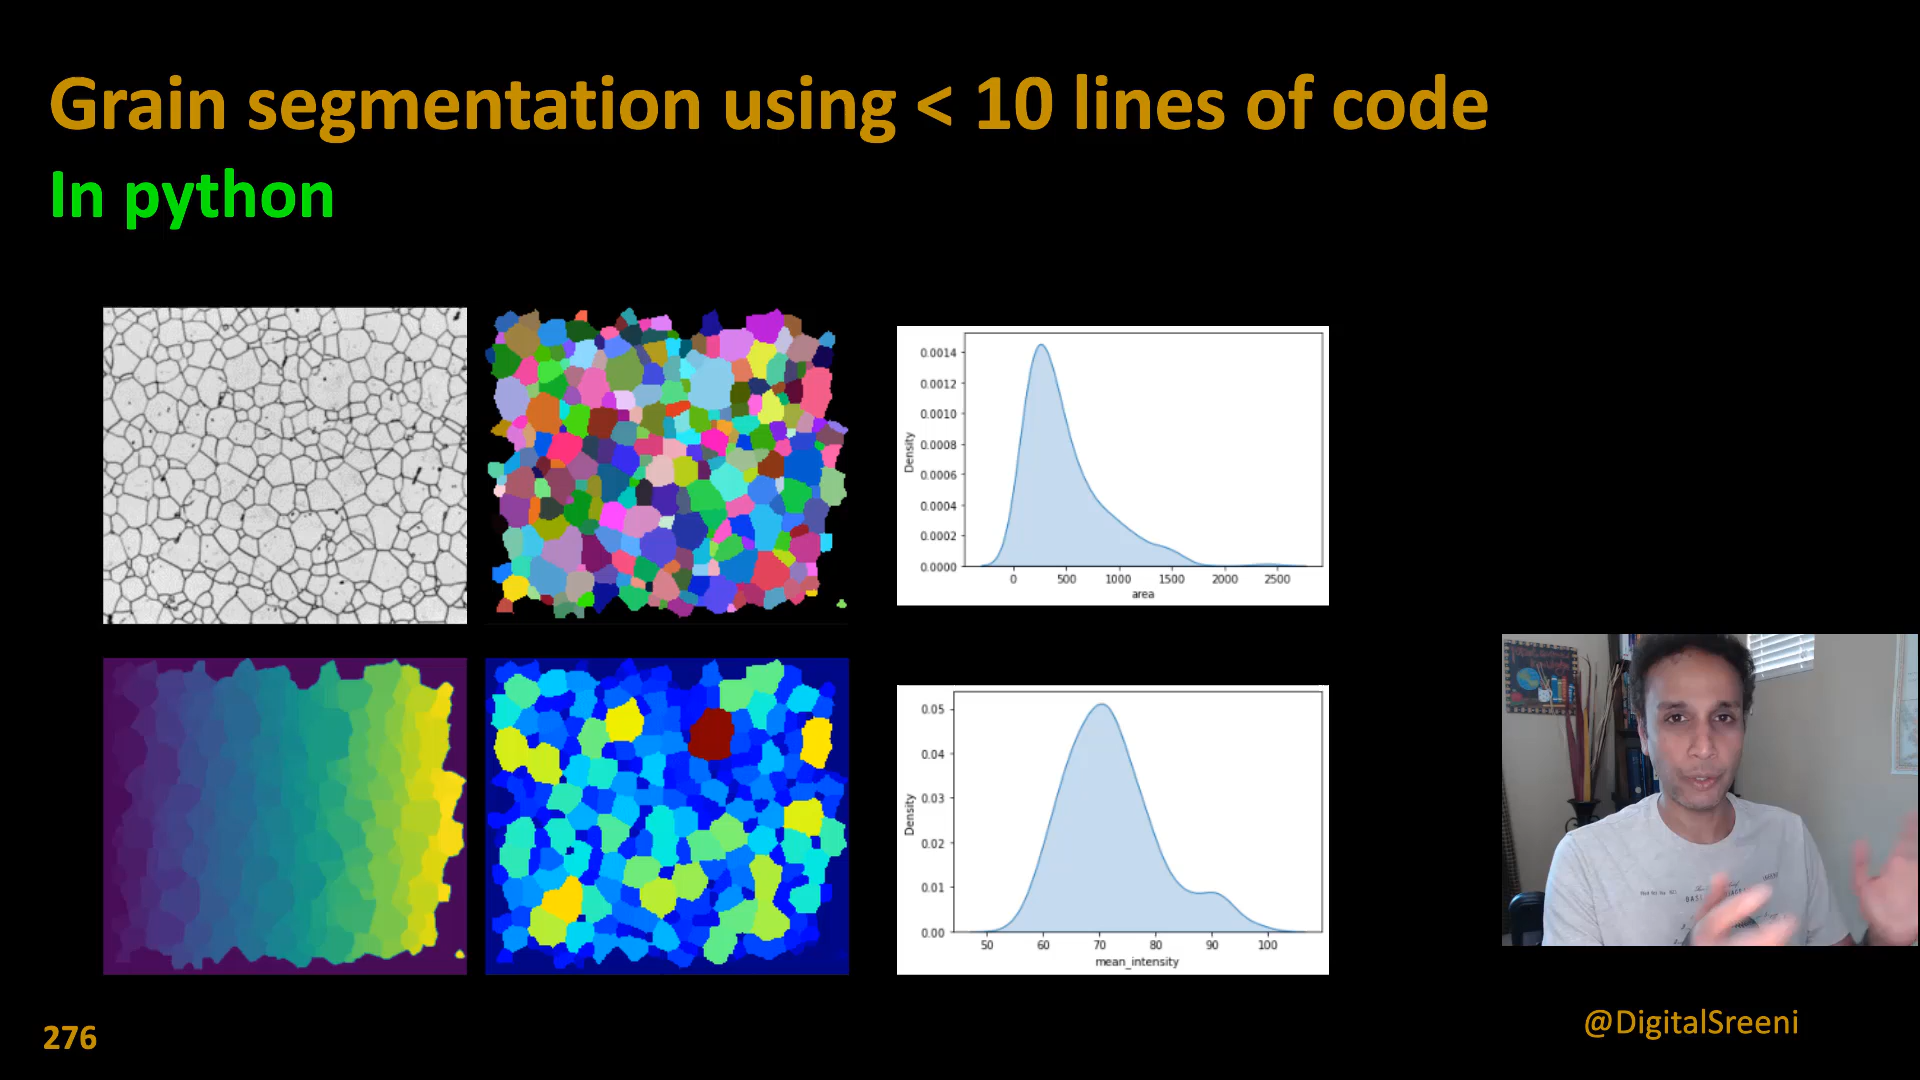 Grain segmentation using < 10 lines of code
In python
0.0014
0.0012
0.0010
0.0008
0.0006
0.0004
0.0002
0.0000
Density
0 500 1000 1500 2000 2500
area
0.05
0.04
0.03
0.02
0.01
0.00
Density
50 60 70 80 90 100
mean_intensity
276
@DigitalSreeni